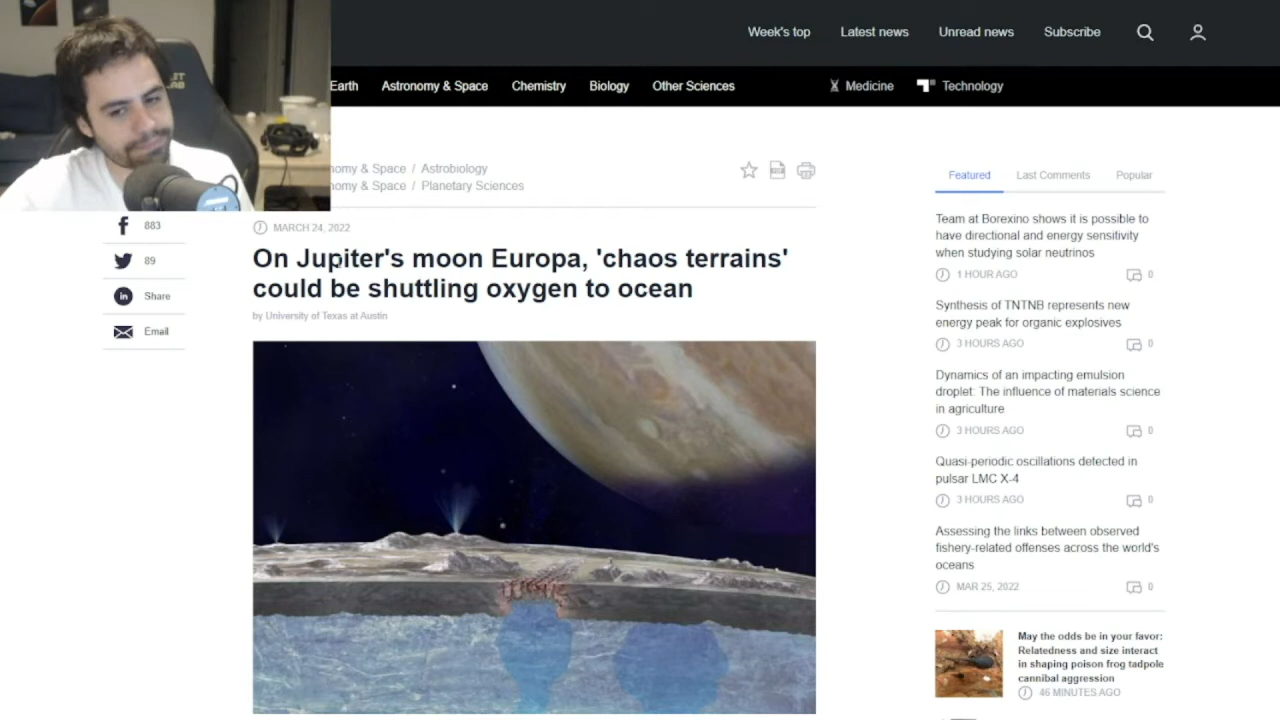 Week's top
Latest news
Unread news
Subscribe
Earth
Astronomy & Space
Chemistry
Biology
Other Sciences
Medicine
Technology
nomy & Space / Astrobiology
nomy & Space / Planetary Sciences
Featured
Last Comments
Popular
883
89
Share
Email
MARCH 24, 2022
On Jupiter's moon Europa, 'chaos terrains'
could be shuttling oxygen to ocean
by University of Texas at Austin
Team at Borexino shows it is possible to
have directional and energy sensitivity
when studying solar neutrinos
1 HOUR AGO
0
Synthesis of TNTNB represents new
energy peak for organic explosives
3 HOURS AGO
0
Dynamics of an impacting emulsion
droplet: The influence of materials science
in agriculture
3 HOURS AGO
0
Quasi-periodic oscillations detected in
pulsar LMC X-4
3 HOURS AGO
0
Assessing the links between observed
fishery-related offenses across the world's
oceans
MAR 25, 2022
0
May the odds be in your favor:
Relatedness and size interact
in shaping poison frog tadpole
cannibal aggression
46 MINUTES AGO